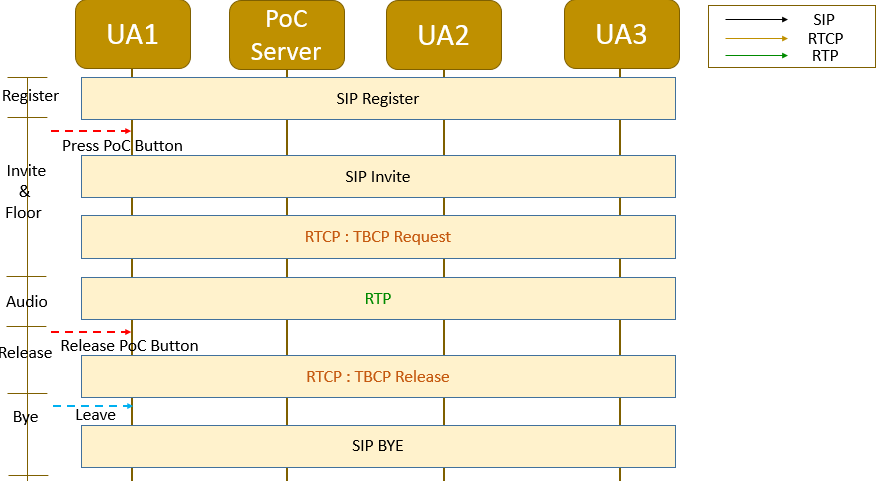 UA1
PoC
Server
UA2
UA3
SIP
RTCP
RTP
Register
SIP Register
Press PoC Button
Invite
&
Floor
SIP Invite
RTCP : TBCP Request
Audio
RTP
Release PoC Button
Release
RTCP : TBCP Release
Bye
Leave
SIP BYE